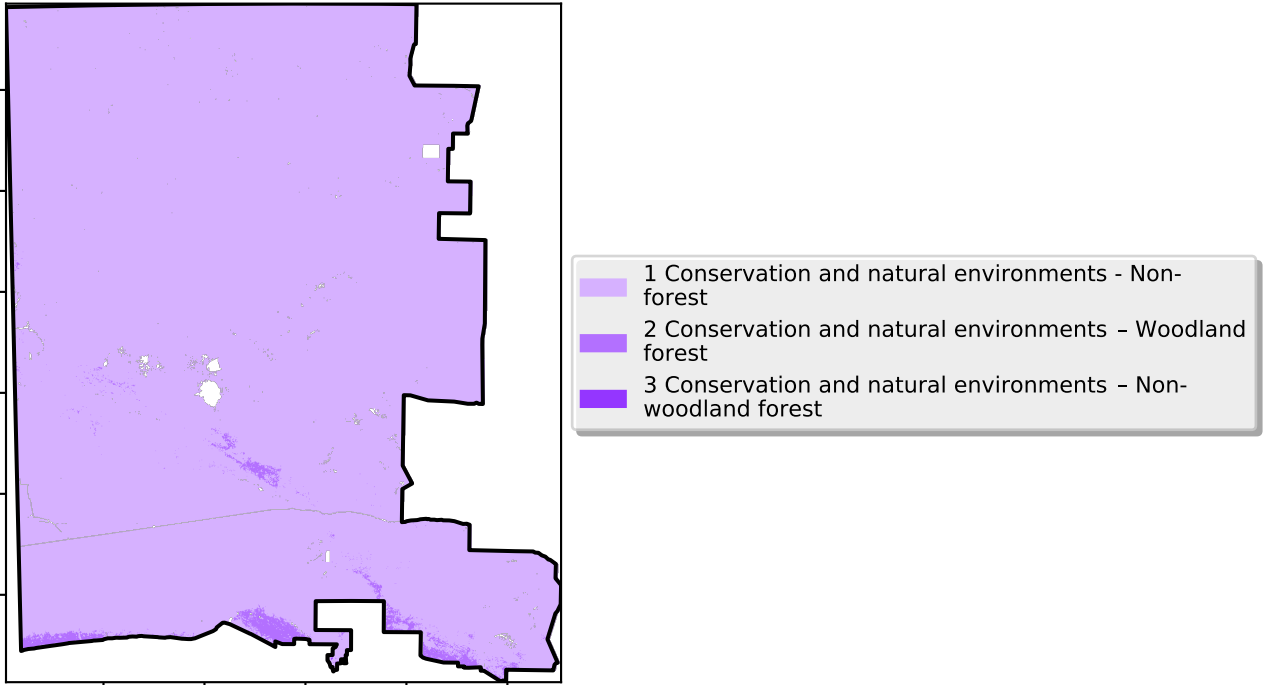 1 Conservation and natural environments - Non-
forest
2 Conservation and natural environments – Woodland
forest
3 Conservation and natural environments – Non-
woodland forest